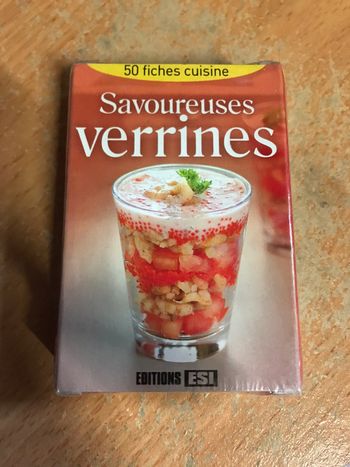 50 fiches cuisine
Savoureuses
verrines
EDITIONS ESI